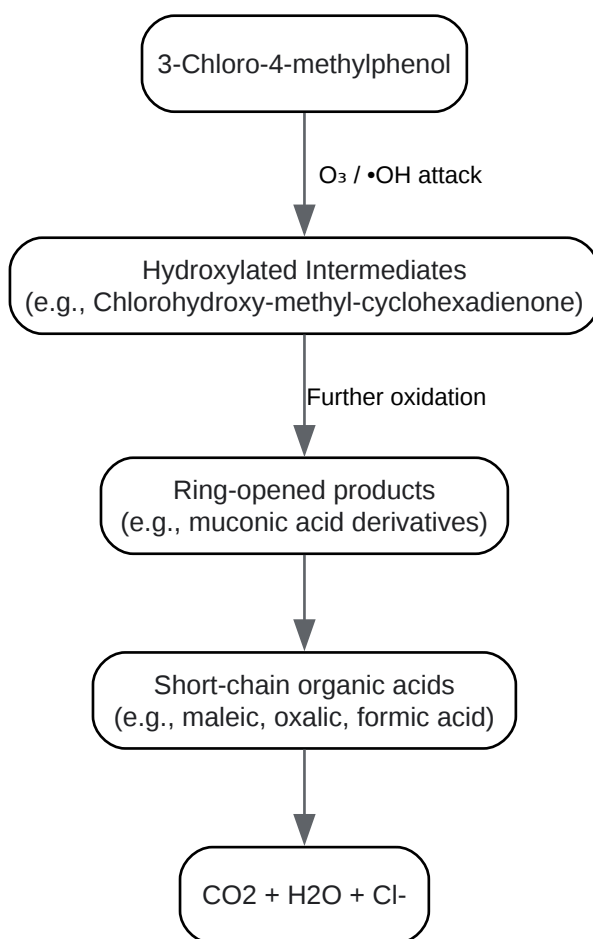 3-Chloro-4-methylphenol
O₃ / •OH attack
Hydroxylated Intermediates
(e.g., Chlorohydroxy-methyl-cyclohexadienone)
Further oxidation
Ring-opened products
(e.g., muconic acid derivatives)
Short-chain organic acids
(e.g., maleic, oxalic, formic acid)
CO2 + H2O + Cl-